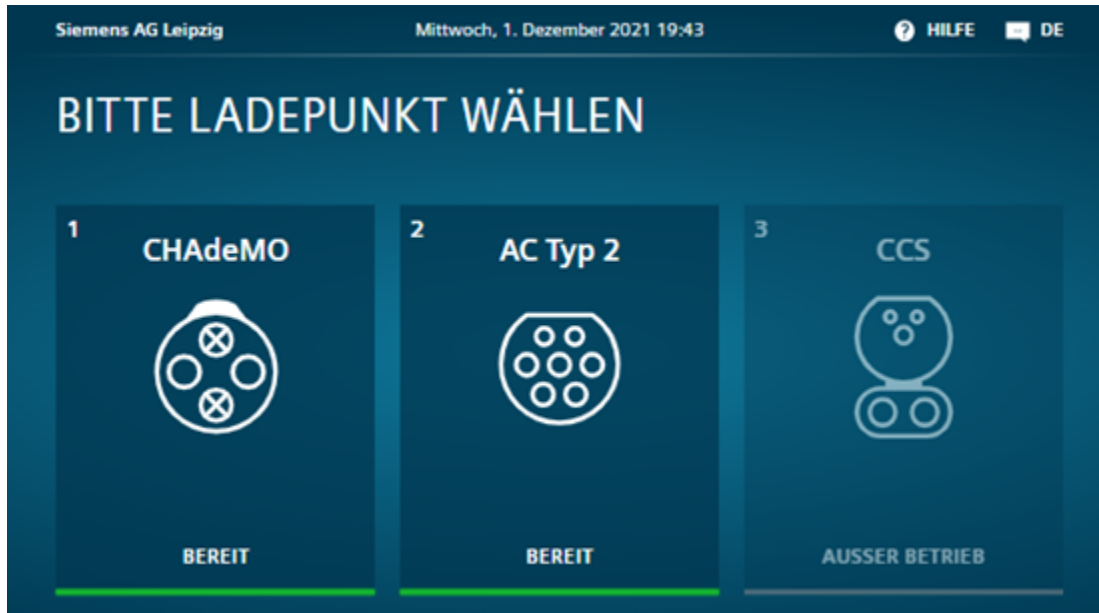 Siemens AG Leipzig
Mittwoch, 1. Dezember 2021 19:43
HILFE
DE
BITTE LADEPUNKT WÄHLEN
1
CHAdeMO
BEREIT
2
AC Typ 2
BEREIT
3
CCS
AUSSER BETRIEB